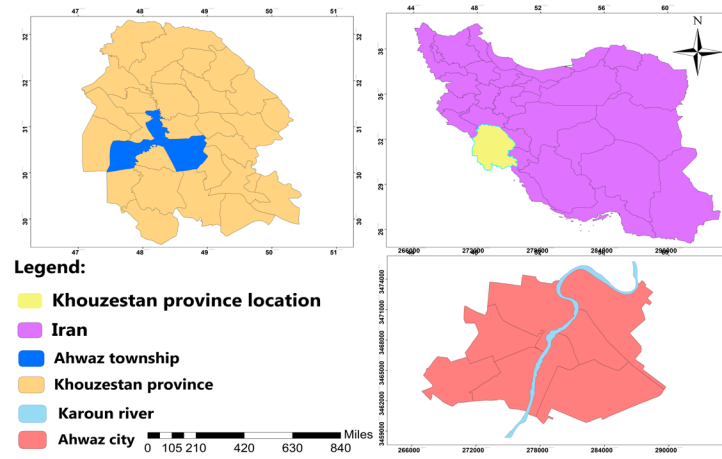 47 48 49 50 51
32
32
31
30
30
47 48 49 50 51
44 48 52 56 60
N
38
35
32
29
26
266000 272000 278000 284000 290000
3474000
3471000
3468000
3465000
3462000
3459000
266000 272000 278000 284000 290000
Legend:
Khouzestan province location
Iran
Ahwaz township
Khouzestan province
Karoun river
Ahwaz city
Miles
0 105 210 420 630 840